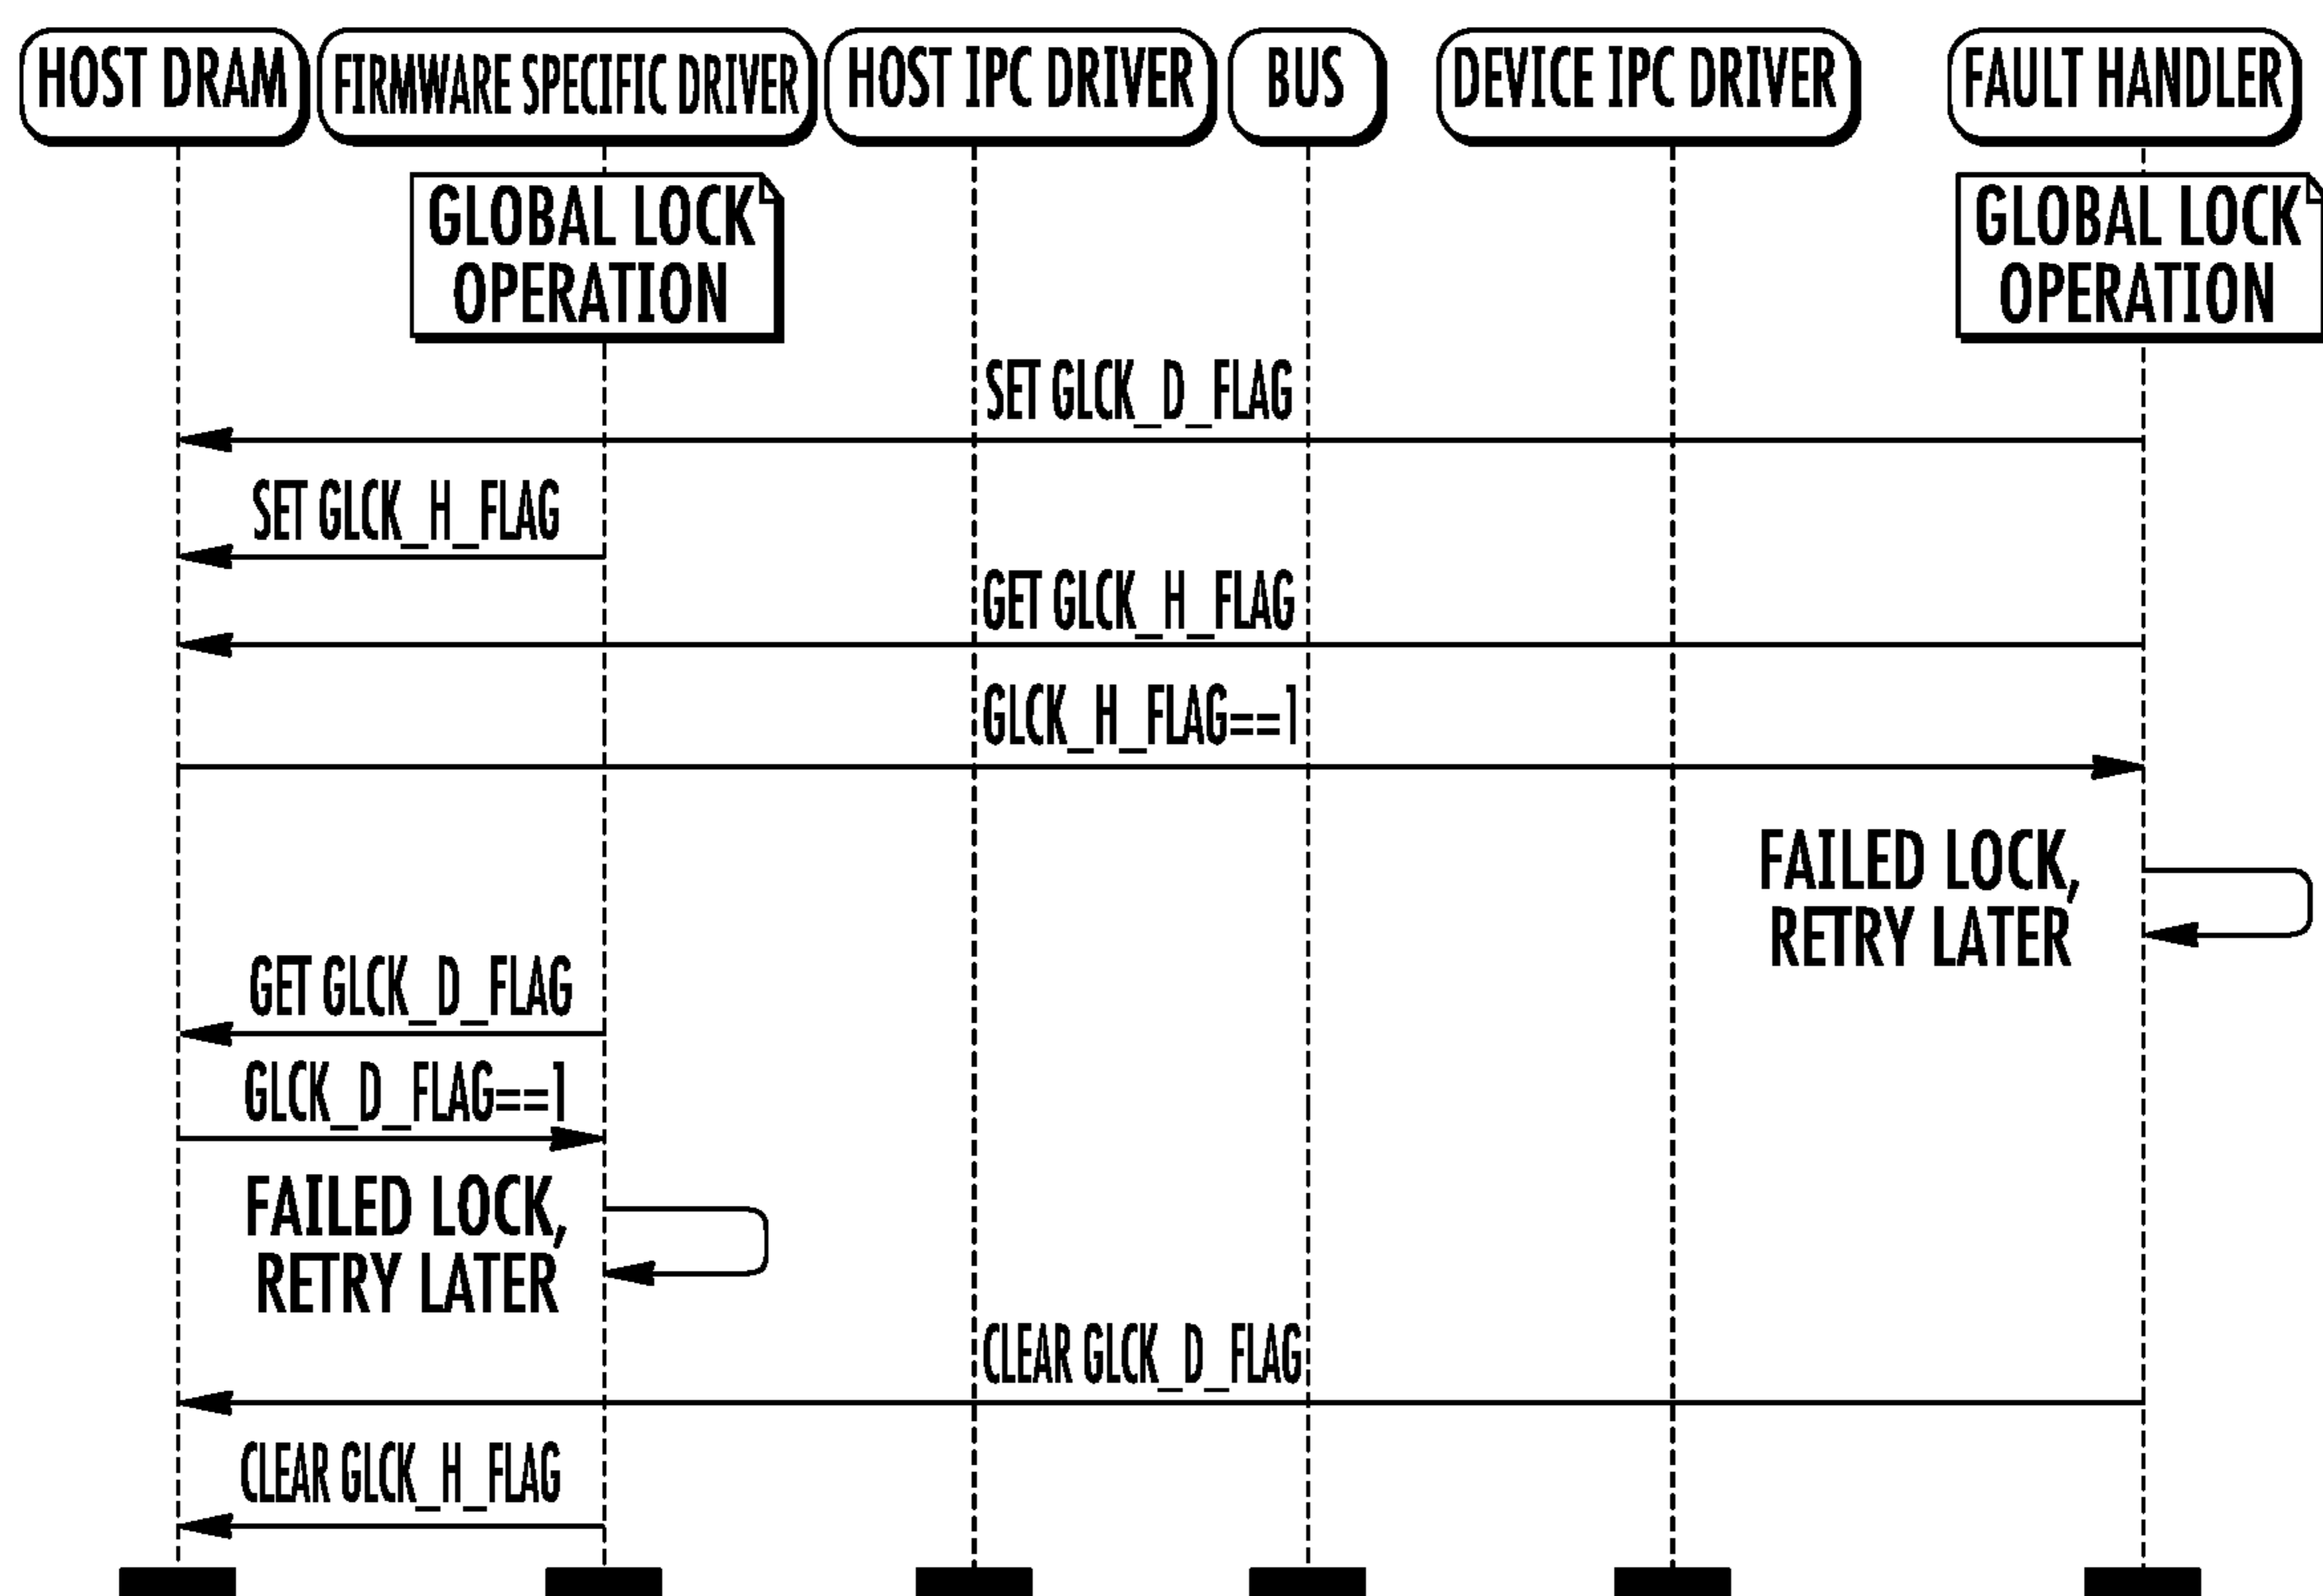 HOST DRAM
FIRMWARE SPECIFIC DRIVER
HOST IPC DRIVER
BUS
DEVICE IPC DRIVER
FAULT HANDLER
GLOBAL LOCK
OPERATION
GLOBAL LOCK
OPERATION
SET GLCK_D_FLAG
SET GLCK_H_FLAG
GET GLCK_H_FLAG
GLCK_H_FLAG==1
FAILED LOCK,
RETRY LATER
GET GLCK_D_FLAG
GLCK_D_FLAG==1
FAILED LOCK,
RETRY LATER
CLEAR GLCK_D_FLAG
CLEAR GLCK_H_FLAG